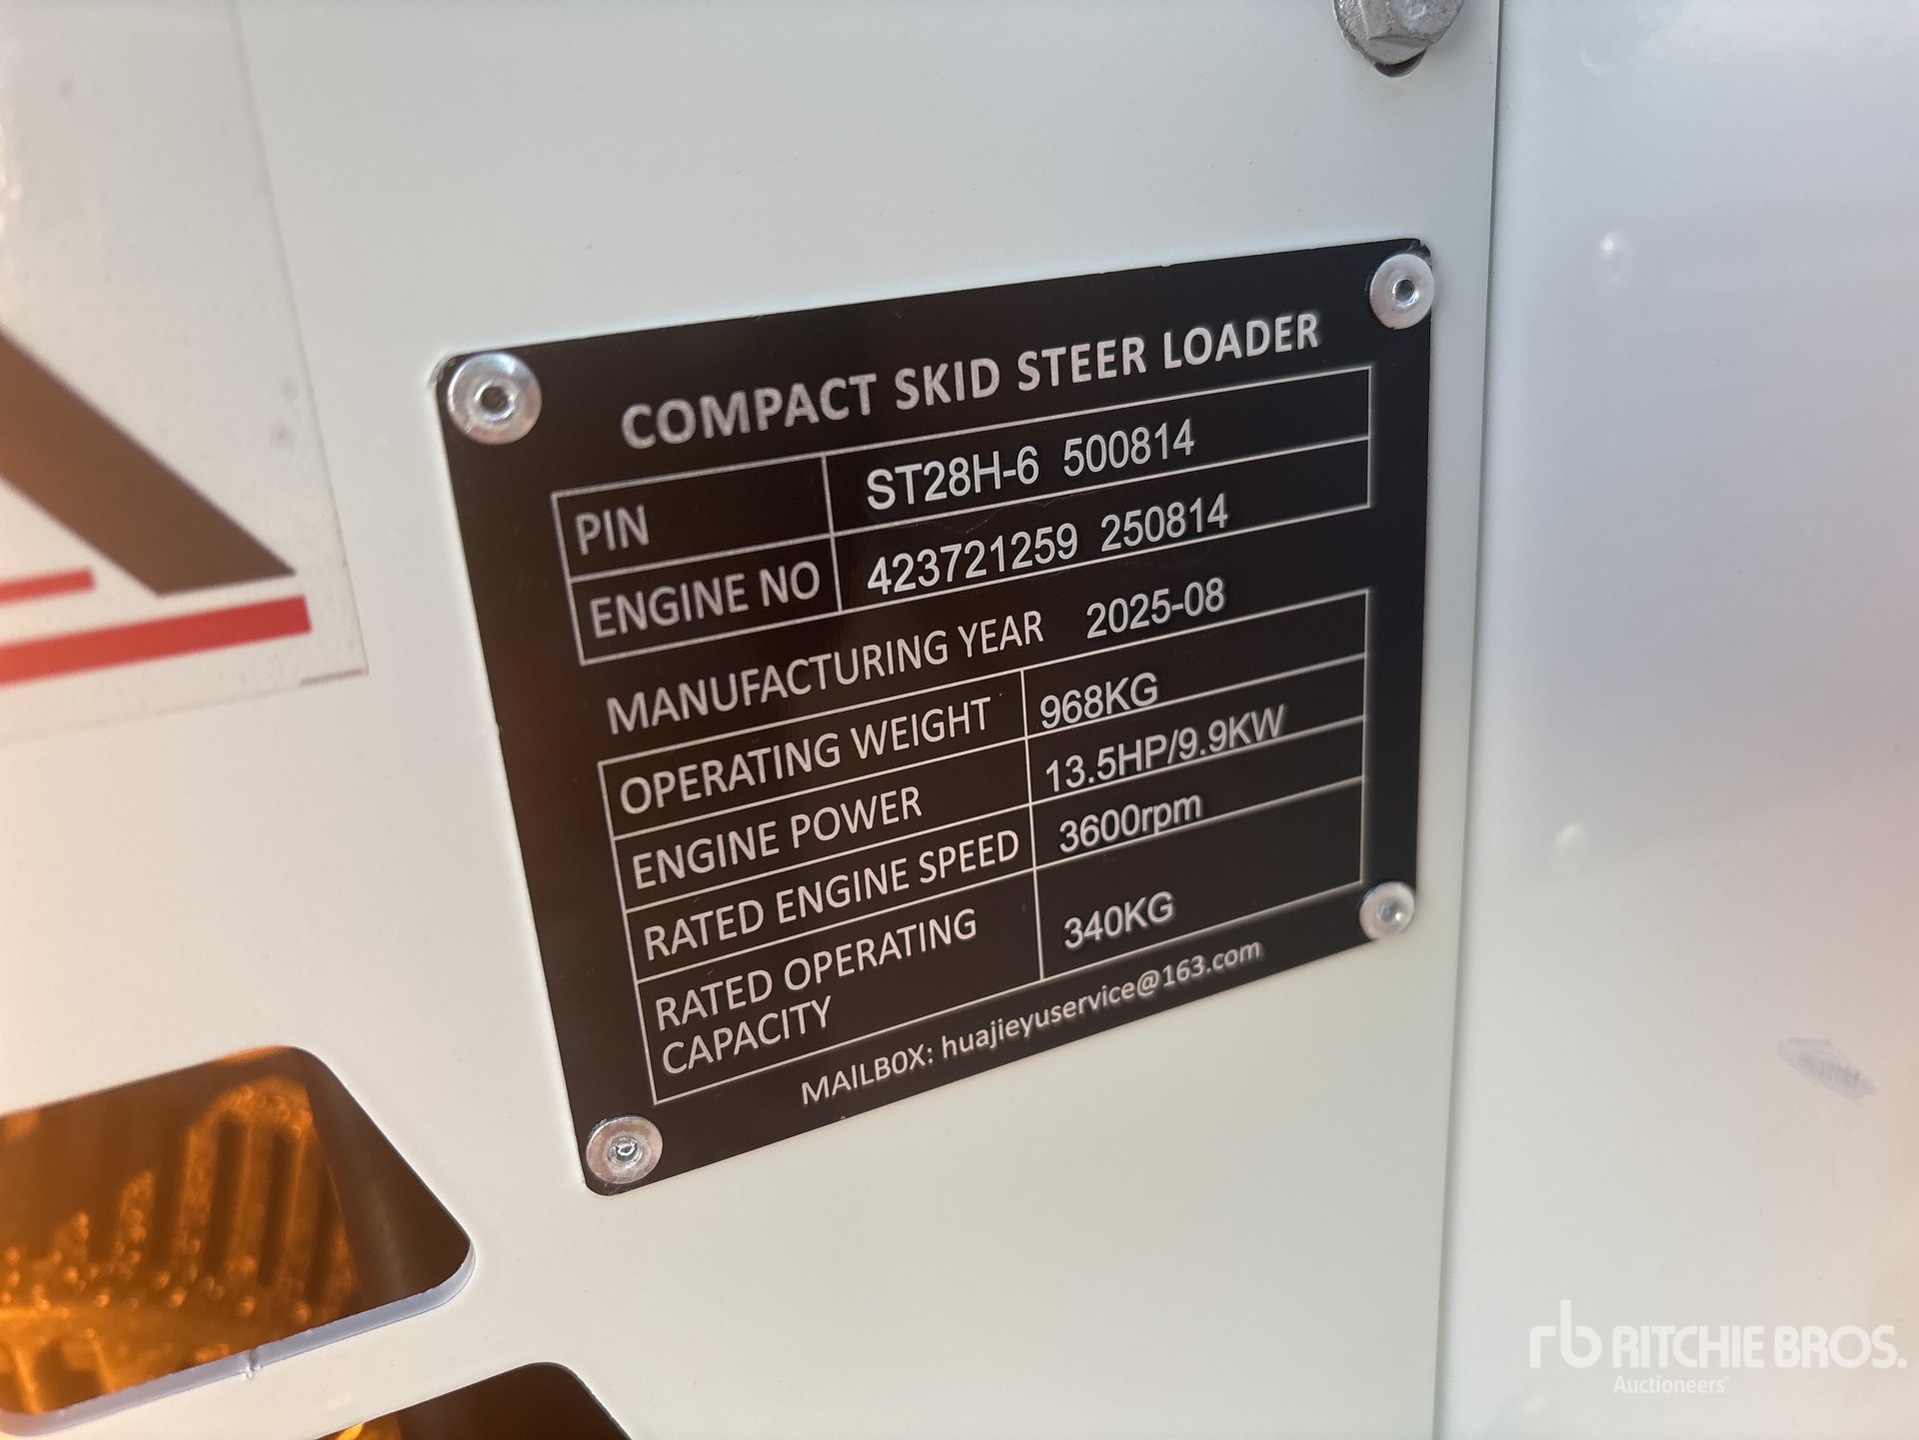 COMPACT SKID STEER LOADER
PIN ST28H-6 500814
ENGINE NO 423721259 250814
MANUFACTURING YEAR 2025-08
OPERATING WEIGHT 968KG
ENGINE POWER 13.5HP/9.9KW
RATED ENGINE SPEED 3600rpm
RATED OPERATING
CAPACITY 340KG
MAILBOX: huajieyuservice@163.com
rb RITCHIE BROS.
Auctioneers